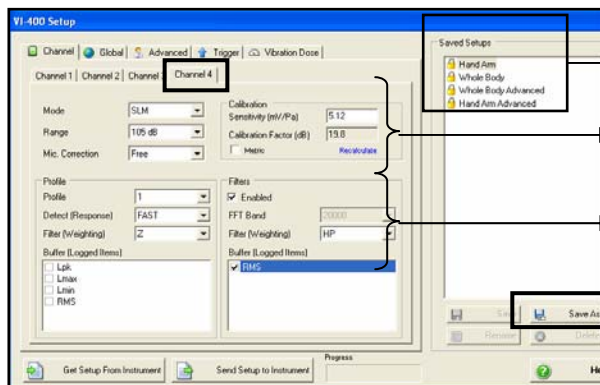 VI-400 Setup
Channel Global Advanced Trigger Vibration Dose
Channel 1 Channel 2 Channel 3 Channel 4
Mode SLM
Range 105 dB
Mic. Correction Free
Calibration
Sensitivity (mV/Pa) 5.12
Calibration Factor (dB) 19.8
Metric Recalculate
Profile
Profile 1
Detect (Response) FAST
Filter (Weighting) Z
Buffer (Logged Items)
Lpk
Lmax
Lmin
RMS
Filters
Enabled
FFT Band 20000
Filter (Weighting) HP
Buffer (Logged Items)
RMS
Get Setup From Instrument
Send Setup to Instrument
Progress
Saved Setups
Hand Arm
Whole Body
Whole Body Advanced
Hand Arm Advanced
Save Save As
Rename Delete